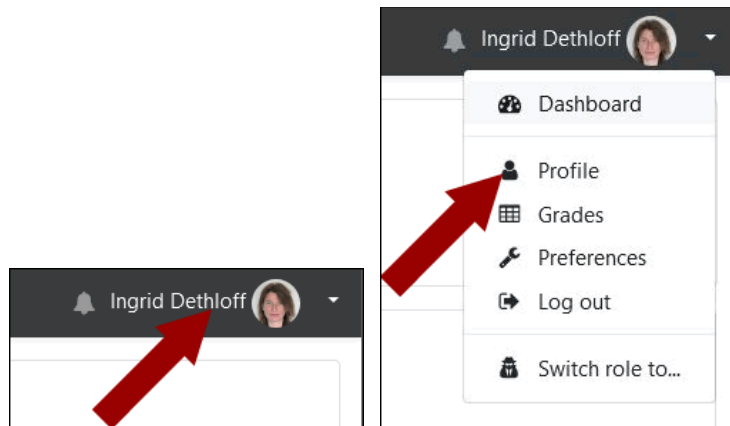 Ingrid Dethloff
Ingrid Dethloff
Dashboard
Profile
Grades
Preferences
Log out
Switch role to...